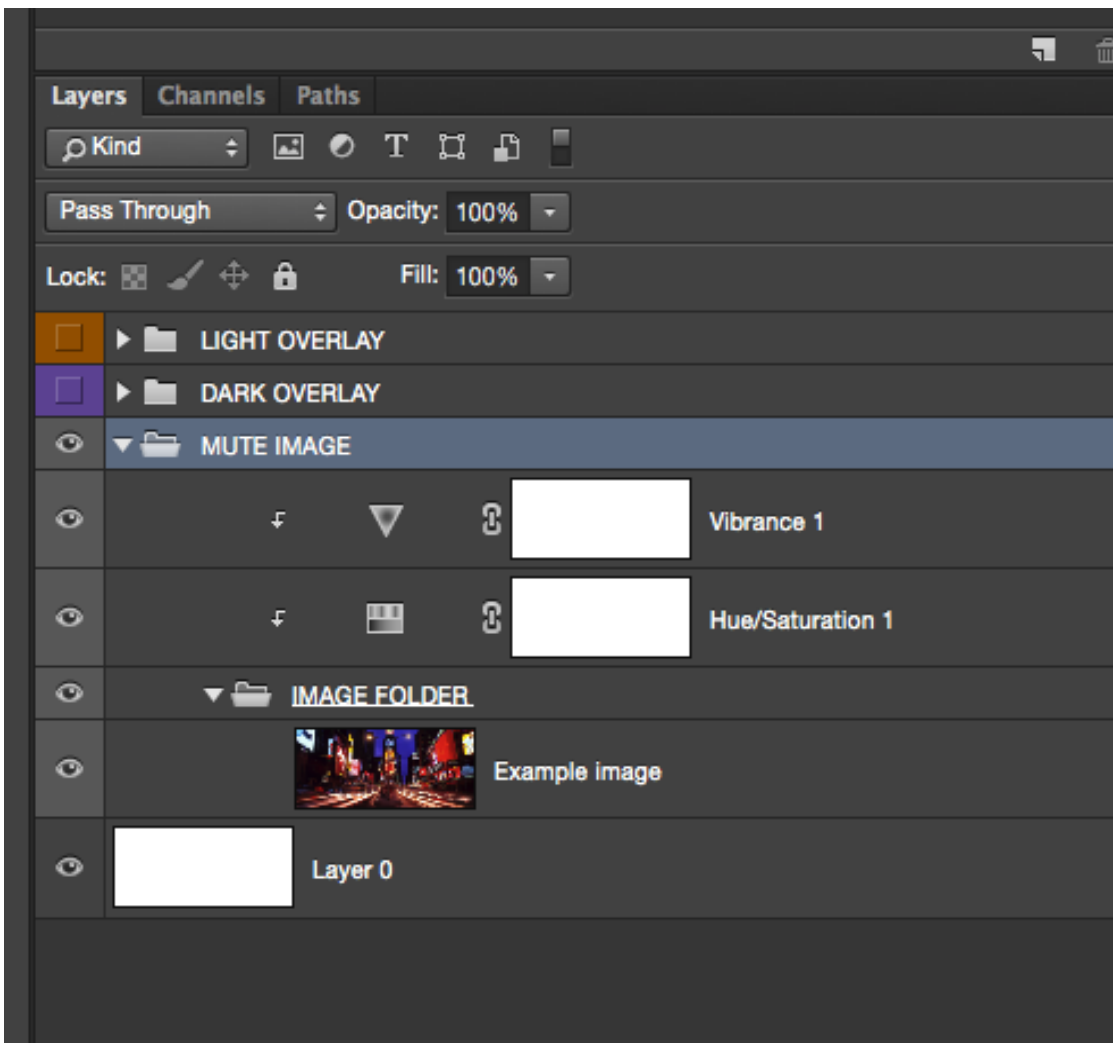 Layers Channels Paths
Kind
Pass Through Opacity: 100%
Lock: Fill: 100%
LIGHT OVERLAY
DARK OVERLAY
MUTE IMAGE
Vibrance 1
Hue/Saturation 1
IMAGE FOLDER
Example image
Layer 0